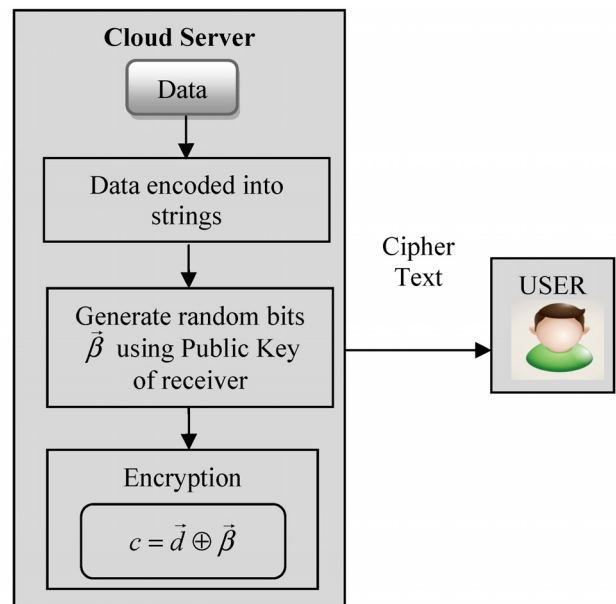 Cloud Server
Data
Data encoded into
strings
Generate random bits
β⃗ using Public Key
of receiver
Encryption
c = d⃗ ⊕ β⃗
Cipher
Text
USER